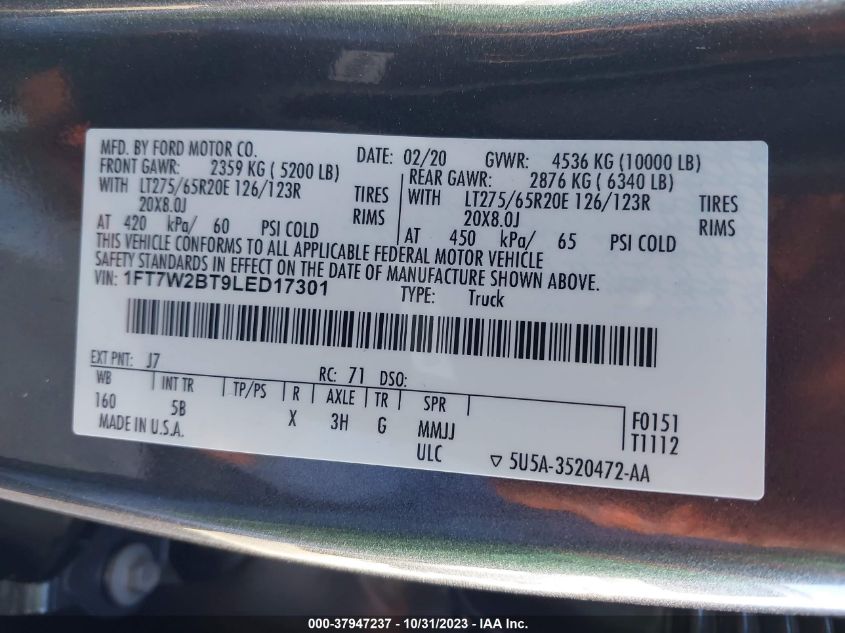 MFD. BY FORD MOTOR CO. DATE: 02/20 GVWR: 4536 KG (10000 LB)
FRONT GAWR: 2359 KG ( 5200 LB) REAR GAWR: 2876 KG ( 6340 LB)
WITH LT275/65R20E 126/123R TIRES WITH LT275/65R20E 126/123R TIRES
20X8.0J RIMS 20X8.0J RIMS
AT 420 kPa/ 60 PSI COLD AT 450 kPa/ 65 PSI COLD
THIS VEHICLE CONFORMS TO ALL APPLICABLE FEDERAL MOTOR VEHICLE
SAFETY STANDARDS IN EFFECT ON THE DATE OF MANUFACTURE SHOWN ABOVE.
VIN: 1FT7W2BT9LED17301 TYPE: Truck
EXT PNT: J7 RC: 71 DSO:
WB INT TR TP/PS R AXLE TR SPR
160 5B X 3H G MMJJ F0151
MADE IN U.S.A. ULC T1112
5U5A-3520472-AA
000-37947237 - 10/31/2023 - IAA Inc.